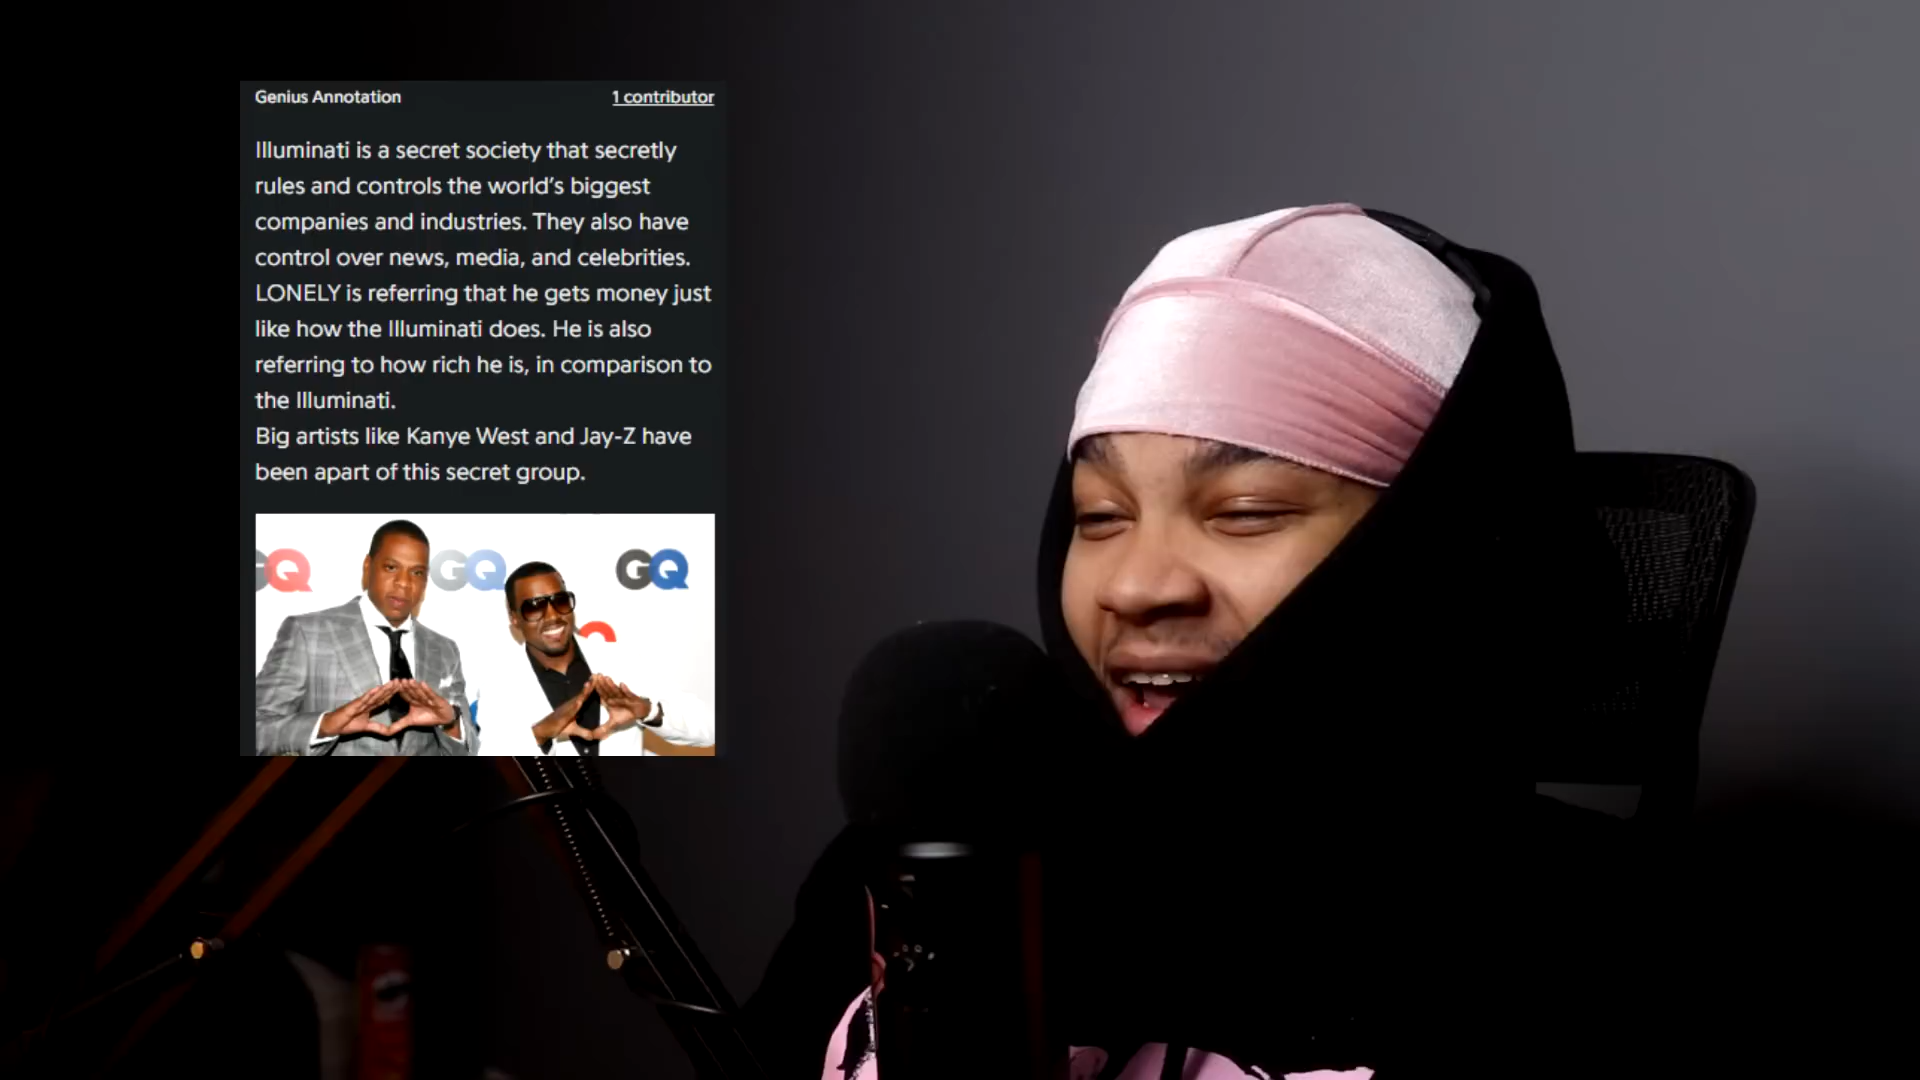 Genius Annotation 1 contributor
Illuminati is a secret society that secretly
rules and controls the world's biggest
companies and industries. They also have
control over news, media, and celebrities.
LONELY is referring that he gets money just
like how the Illuminati does. He is also
referring to how rich he is, in comparison to
the Illuminati.
Big artists like Kanye West and Jay-Z have
been apart of this secret group.
GQ GQ GQ